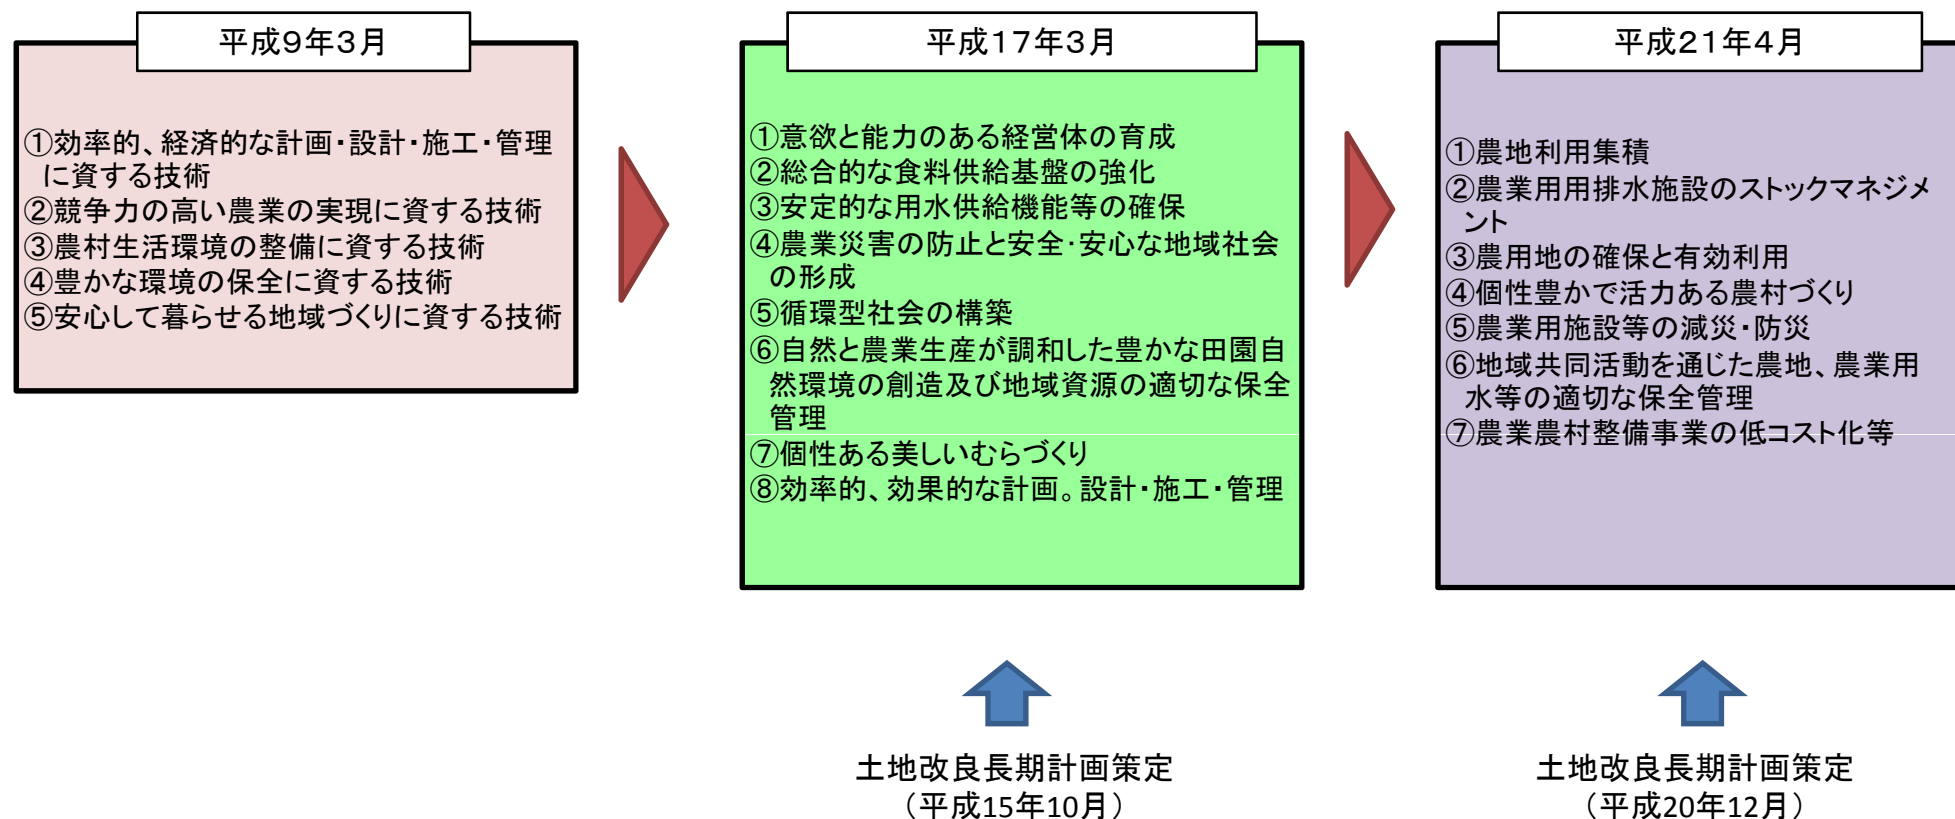 平成９年３月
①効率的、経済的な計画・設計・施工・管理
に資する技術
②競争力の高い農業の実現に資する技術
③農村生活環境の整備に資する技術
④豊かな環境の保全に資する技術
⑤安心して暮らせる地域づくりに資する技術
平成１７年３月
①意欲と能力のある経営体の育成
②総合的な食料供給基盤の強化
③安定的な用水供給機能等の確保
④農業災害の防止と安全･安心な地域社会
の形成
⑤循環型社会の構築
⑥自然と農業生産が調和した豊かな田園自
然環境の創造及び地域資源の適切な保全
管理
⑦個性ある美しいむらづくり
⑧効率的、効果的な計画。設計・施工・管理
平成２１年４月
①農地利用集積
②農業用用排水施設のストックマネジメ
ント
③農用地の確保と有効利用
④個性豊かで活力ある農村づくり
⑤農業用施設等の減災・防災
⑥地域共同活動を通じた農地、農業用
水等の適切な保全管理
⑦農業農村整備事業の低コスト化等
土地改良長期計画策定
（平成15年10月）
土地改良長期計画策定
（平成20年12月）